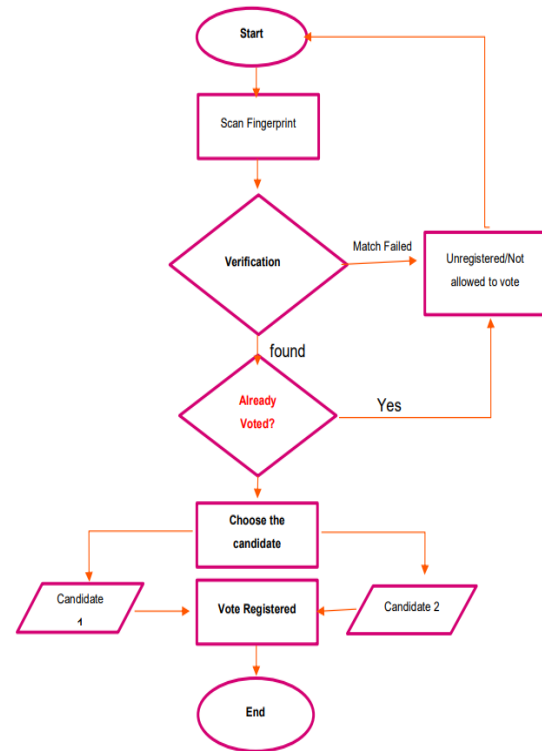 Start
Scan Fingerprint
Verification
Match Failed
Unregistered/Not
allowed to vote
found
Already
Voted?
Yes
Choose the
candidate
Candidate
1
Vote Registered
Candidate 2
End